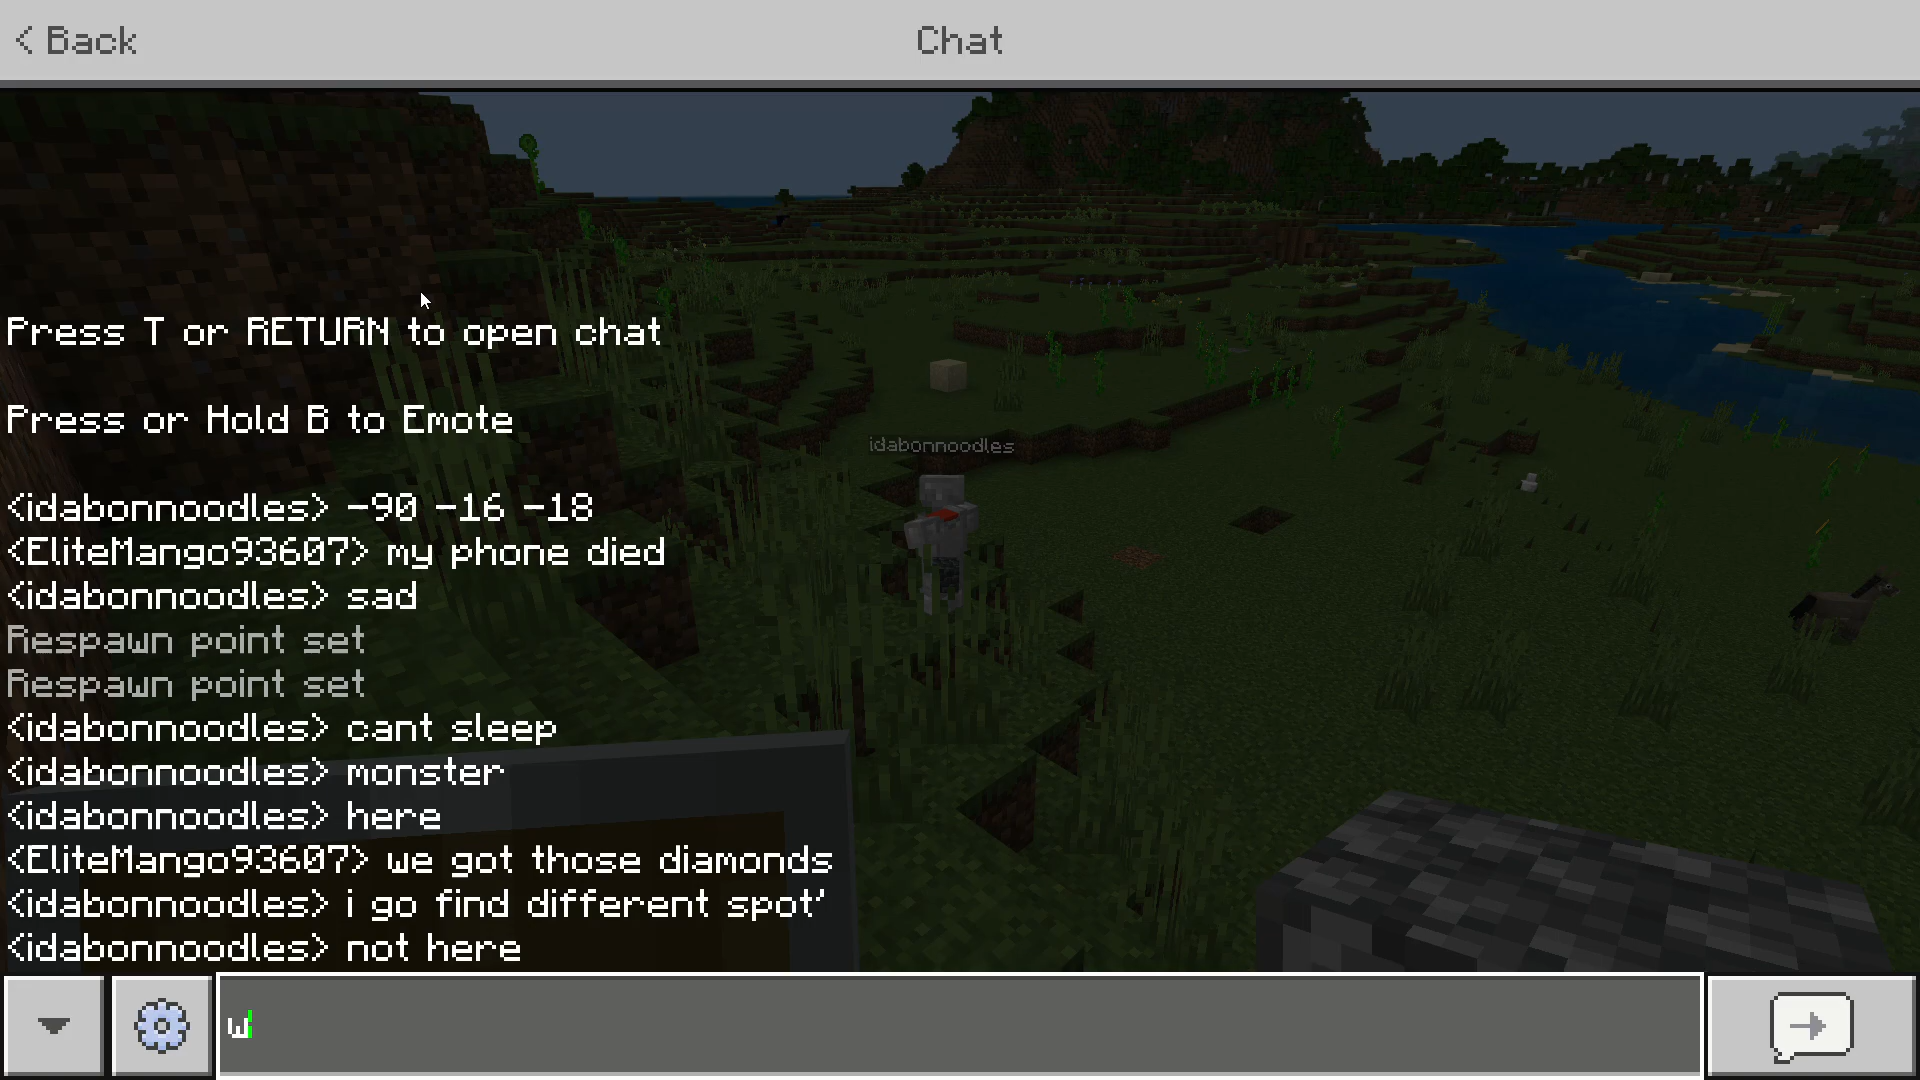 < Back
Chat
Press T or RETURN to open chat
Press or Hold B to Emote
idabonnoodles
<idabonnoodles> -90 -16 -18
<EliteMango93607> my phone died
<idabonnoodles> sad
Respawn point set
Respawn point set
<idabonnoodles> cant sleep
<idabonnoodles> monster
<idabonnoodles> here
<EliteMango93607> we got those diamonds
<idabonnoodles> i go find different spot'
<idabonnoodles> not here
w